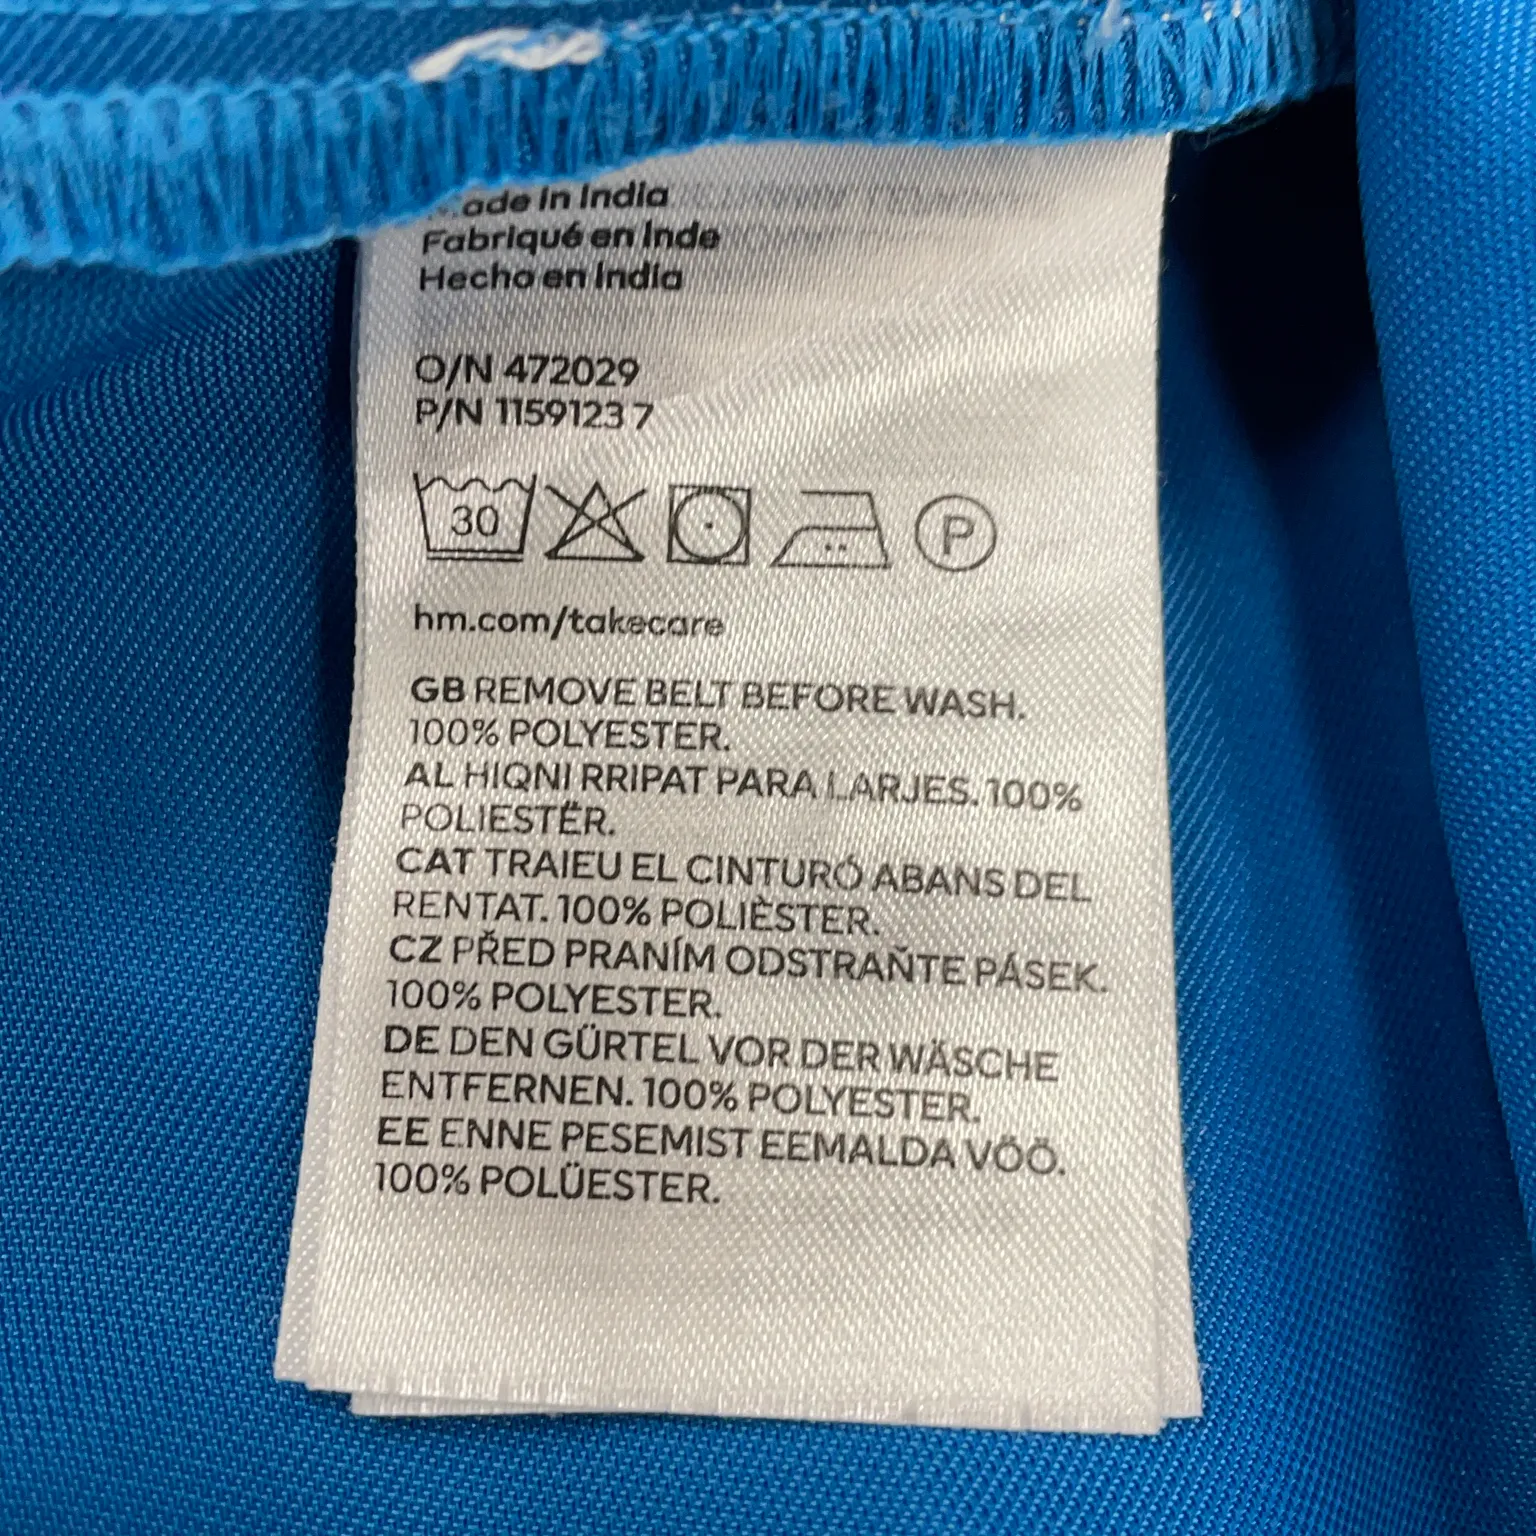 Made in India
Fabriqué en Inde
Hecho en India
O/N 472029
P/N 1159123 7
30
P
hm.com/takecare
GB REMOVE BELT BEFORE WASH.
100% POLYESTER.
AL HIQNI RRIPAT PARA LARJES. 100%
POLIESTËR.
CAT TRAIEU EL CINTURÓ ABANS DEL
RENTAT. 100% POLIÈSTER.
CZ PŘED PRANÍM ODSTRAŇTE PÁSEK.
100% POLYESTER.
DE DEN GÜRTEL VOR DER WÄSCHE
ENTFERNEN. 100% POLYESTER.
EE ENNE PESEMIST EEMALDA VÖÖ.
100% POLÜESTER.